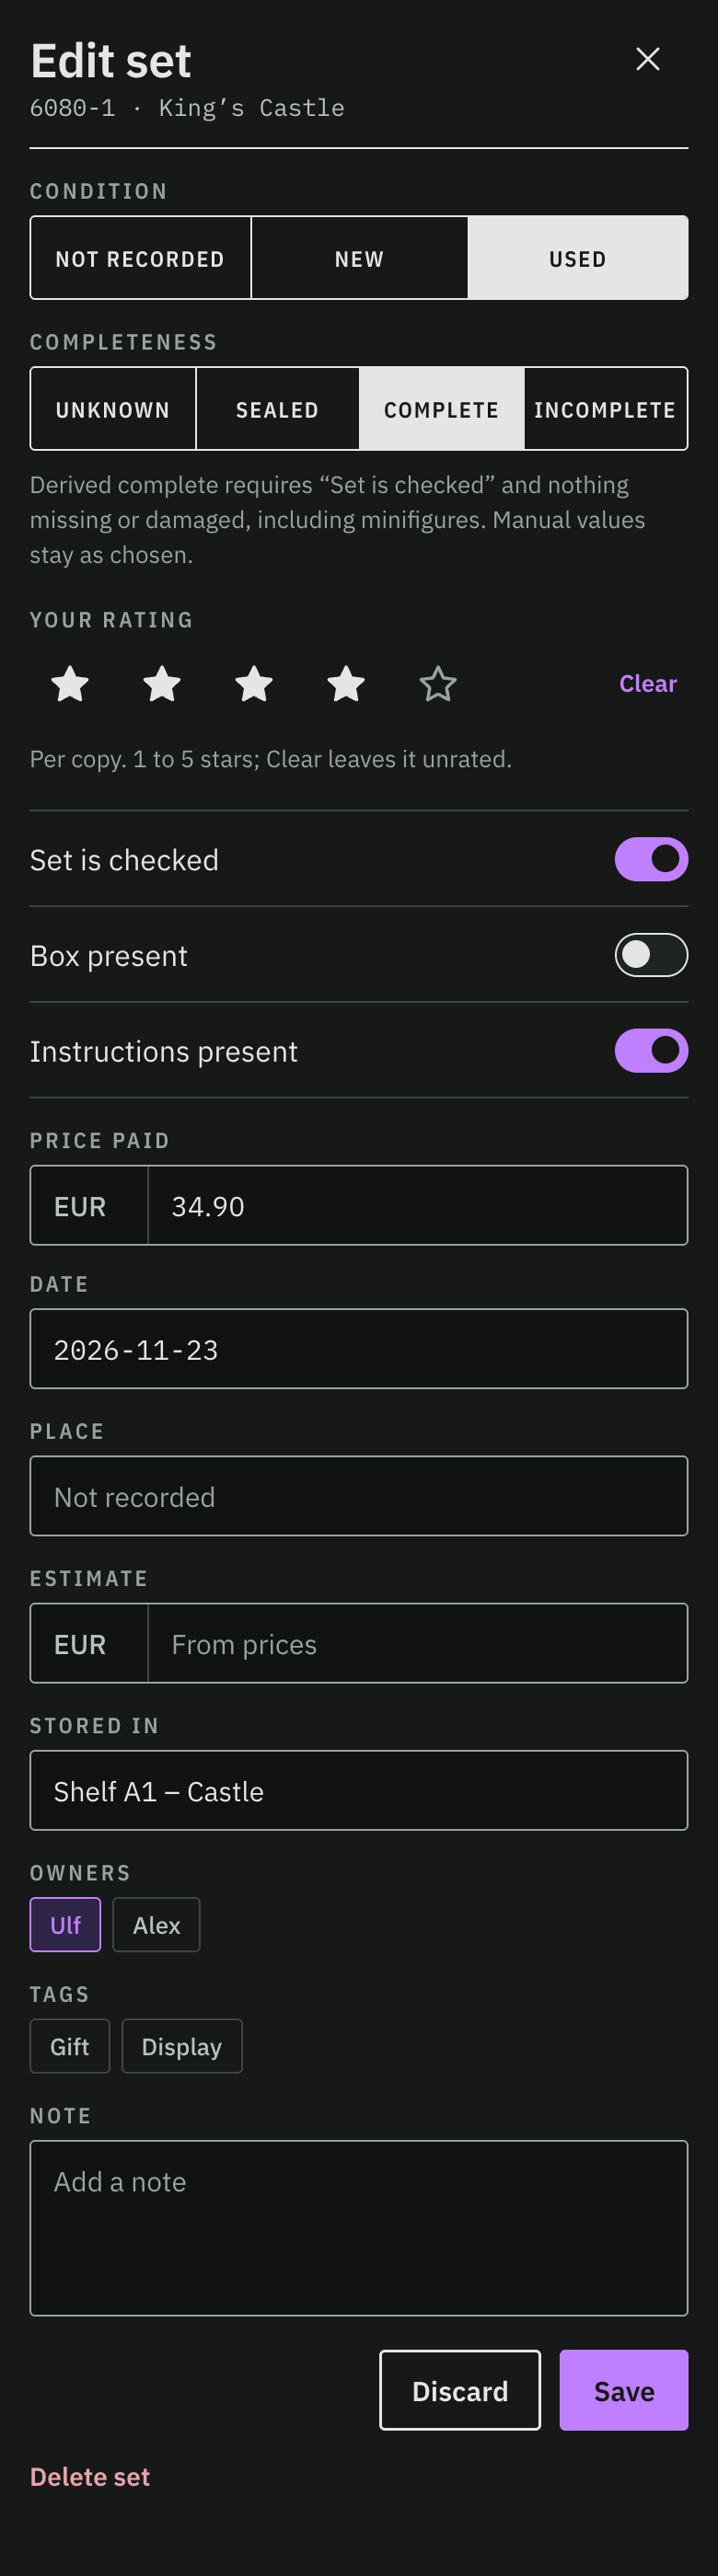 Edit set
6080-1 · King’s Castle
CONDITION
NOT RECORDED NEW USED
COMPLETENESS
UNKNOWN SEALED COMPLETE INCOMPLETE
Derived complete requires “Set is checked” and nothing
missing or damaged, including minifigures. Manual values
stay as chosen.
YOUR RATING
Clear
Per copy. 1 to 5 stars; Clear leaves it unrated.
Set is checked
Box present
Instructions present
PRICE PAID
EUR 34.90
DATE
2026-11-23
PLACE
Not recorded
ESTIMATE
EUR From prices
STORED IN
Shelf A1 – Castle
OWNERS
Ulf Alex
TAGS
Gift Display
NOTE
Add a note
Discard Save
Delete set